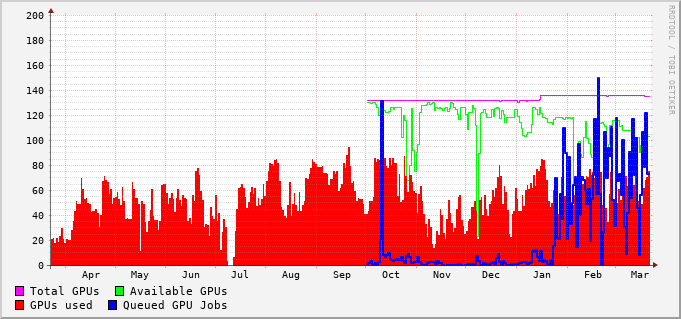 RRDTOOL / TOBI OETIKER
200
180
160
140
120
100
80
60
40
20
0
Apr May Jun Jul Aug Sep Oct Nov Dec Jan Feb Mar
Total GPUs Available GPUs
GPUs used Queued GPU Jobs